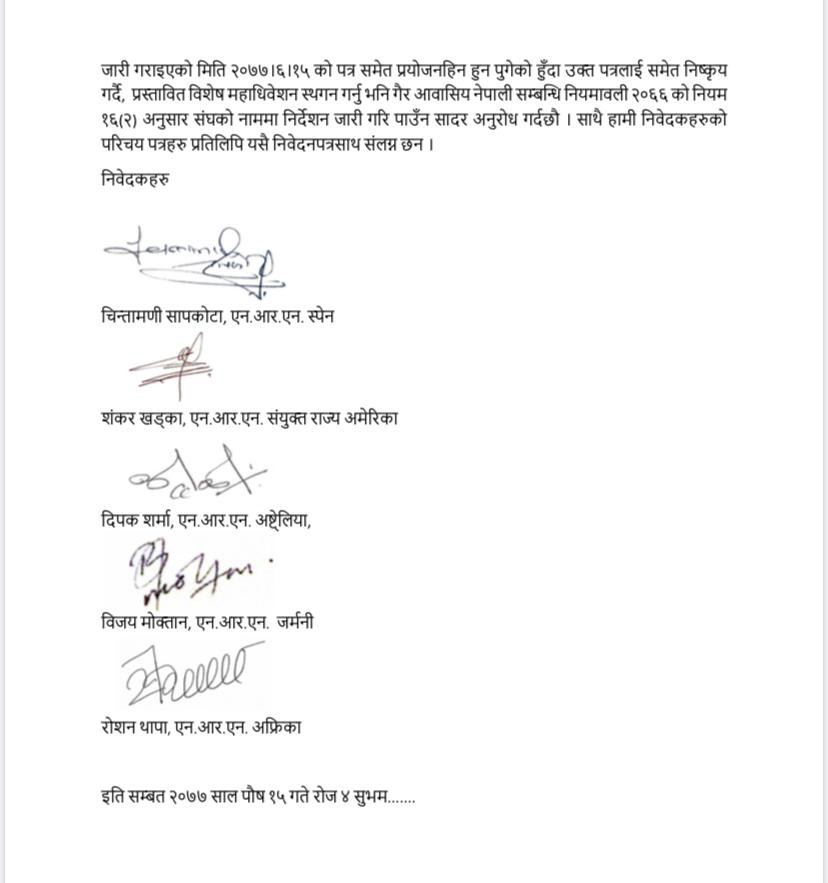 जारी गराइएको मिति २०७७।६।१५ को पत्र समेत प्रयोजनहिन हुन पुगेको हुँदा उक्त पत्रलाई समेत निष्कृय
गर्दै, प्रस्तावित विशेष महाधिवेशन स्थगन गर्नु भनि गैर आवासिय नेपाली सम्बन्धि नियमावली २०६६ को नियम
१६(२) अनुसार संघको नाममा निर्देशन जारी गरि पाउँन सादर अनुरोध गर्दछौ । साथै हामी निवेदकहरुको
परिचय पत्रहरु प्रतिलिपि यसै निवेदनपत्रसाथ संलग्न छन ।
निवेदकहरु
चिन्तामणी सापकोटा, एन.आर.एन. स्पेन
शंकर खड्का, एन.आर.एन. संयुक्त राज्य अमेरिका
दिपक शर्मा, एन.आर.एन. अष्ट्रेलिया,
विजय मोक्तान, एन.आर.एन. जर्मनी
रोशन थापा, एन.आर.एन. अफ्रिका
इति सम्बत २०७७ साल पौष १५ गते रोज ४ सुभम.......